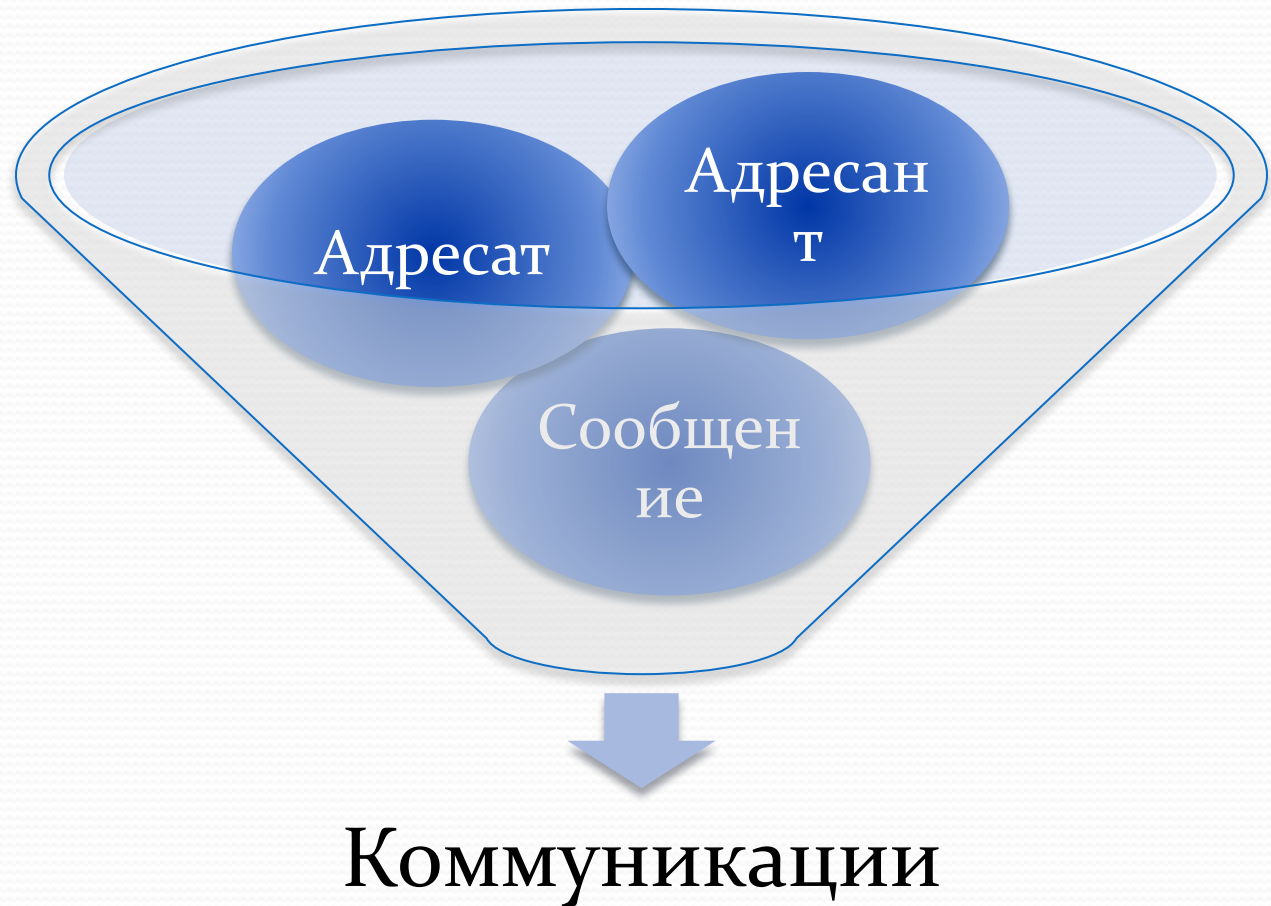 Адресат
Адресан
т
Сообщен
ие
Коммуникации